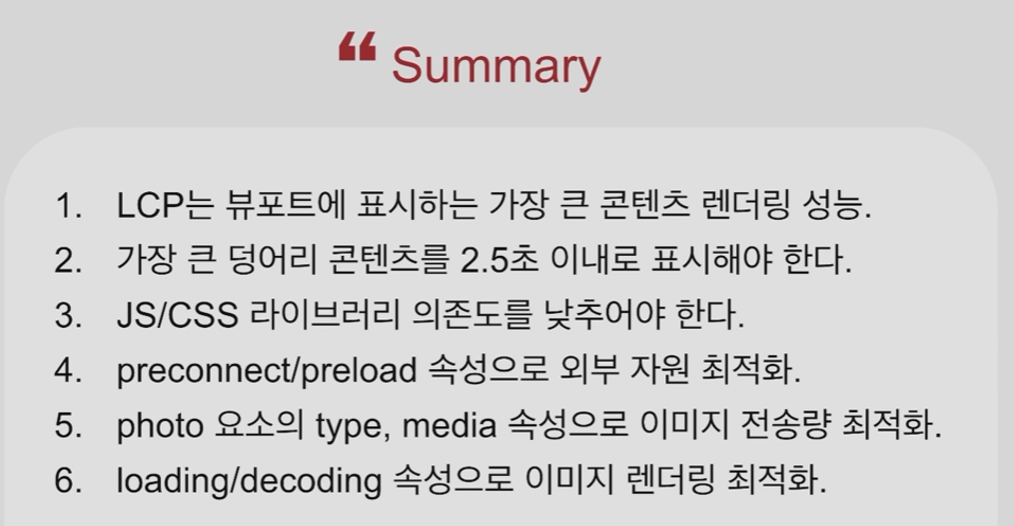 ❝ Summary
1. LCP는 뷰포트에 표시하는 가장 큰 콘텐츠 렌더링 성능.
2. 가장 큰 덩어리 콘텐츠를 2.5초 이내로 표시해야 한다.
3. JS/CSS 라이브러리 의존도를 낮추어야 한다.
4. preconnect/preload 속성으로 외부 자원 최적화.
5. photo 요소의 type, media 속성으로 이미지 전송량 최적화.
6. loading/decoding 속성으로 이미지 렌더링 최적화.